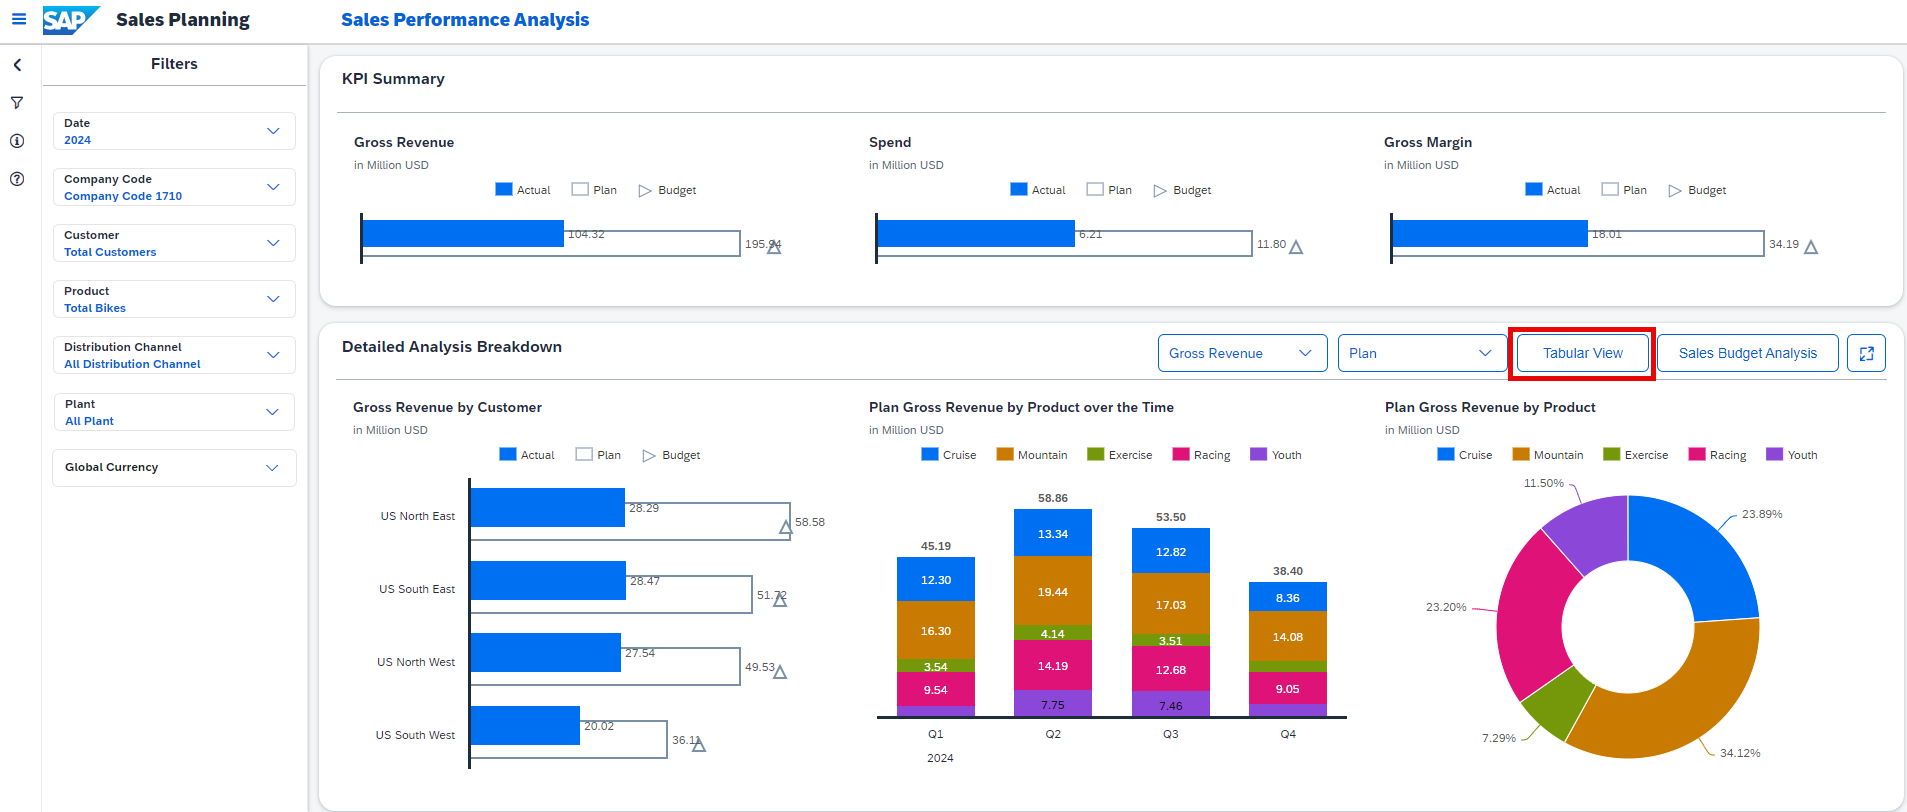 SAP Sales Planning
Sales Performance Analysis
Filters
Date
2024
Company Code
Company Code 1710
Customer
Total Customers
Product
Total Bikes
Distribution Channel
All Distribution Channel
Plant
All Plant
Global Currency
KPI Summary
Gross Revenue
in Million USD
Actual Plan Budget
104.32
195.94
Spend
in Million USD
Actual Plan Budget
6.21
11.80
Gross Margin
in Million USD
Actual Plan Budget
18.01
34.19
Detailed Analysis Breakdown
Gross Revenue
Plan
Tabular View
Sales Budget Analysis
Gross Revenue by Customer
in Million USD
Actual Plan Budget
US North East 28.29 58.58
US South East 28.47 51.72
US North West 27.54 49.53
US South West 20.02 36.11
Plan Gross Revenue by Product over the Time
in Million USD
Cruise Mountain Exercise Racing Youth
45.19
12.30
16.30
3.54
9.54
58.86
13.34
19.44
4.14
14.19
7.75
53.50
12.82
17.03
3.51
12.68
7.46
38.40
8.36
14.08
9.05
Q1 Q2 Q3 Q4
2024
Plan Gross Revenue by Product
in Million USD
Cruise Mountain Exercise Racing Youth
11.50%
23.89%
23.20%
7.29%
34.12%